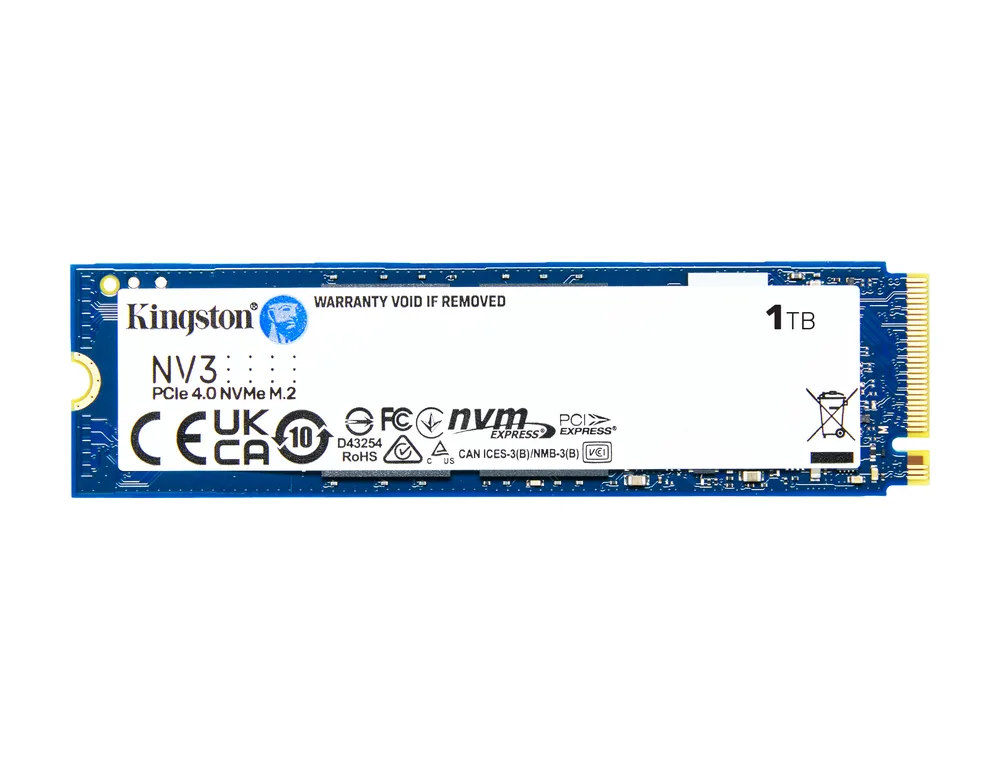 Kingston®
WARRANTY VOID IF REMOVED
1TB
NV3
PCIe 4.0 NVMe M.2
CE
UK
CA
10
FC
D43254
RoHS
nvm
EXPRESS
PCI
EXPRESS®
C US
CAN ICES-3(B)/NMB-3(B)
VCI
M